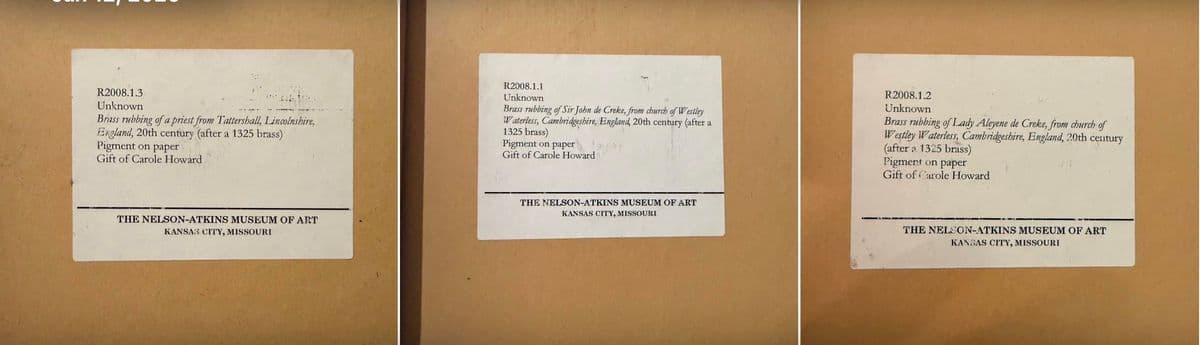 R2008.1.3
Unknown
Brass rubbing of a priest from Tattershall, Lincolnshire,
England, 20th century (after a 1325 brass)
Pigment on paper
Gift of Carole Howard
THE NELSON-ATKINS MUSEUM OF ART
KANSAS CITY, MISSOURI
R2008.1.1
Unknown
Brass rubbing of Sir John de Creke, from church of Westley
Waterless, Cambridgeshire, England, 20th century (after a
1325 brass)
Pigment on paper
Gift of Carole Howard
THE NELSON-ATKINS MUSEUM OF ART
KANSAS CITY, MISSOURI
R2008.1.2
Unknown
Brass rubbing of Lady Aleyene de Creke, from church of
Westley Waterless, Cambridgeshire, England, 20th century
(after a 1325 brass)
Pigment on paper
Gift of Carole Howard
THE NELSON-ATKINS MUSEUM OF ART
KANSAS CITY, MISSOURI